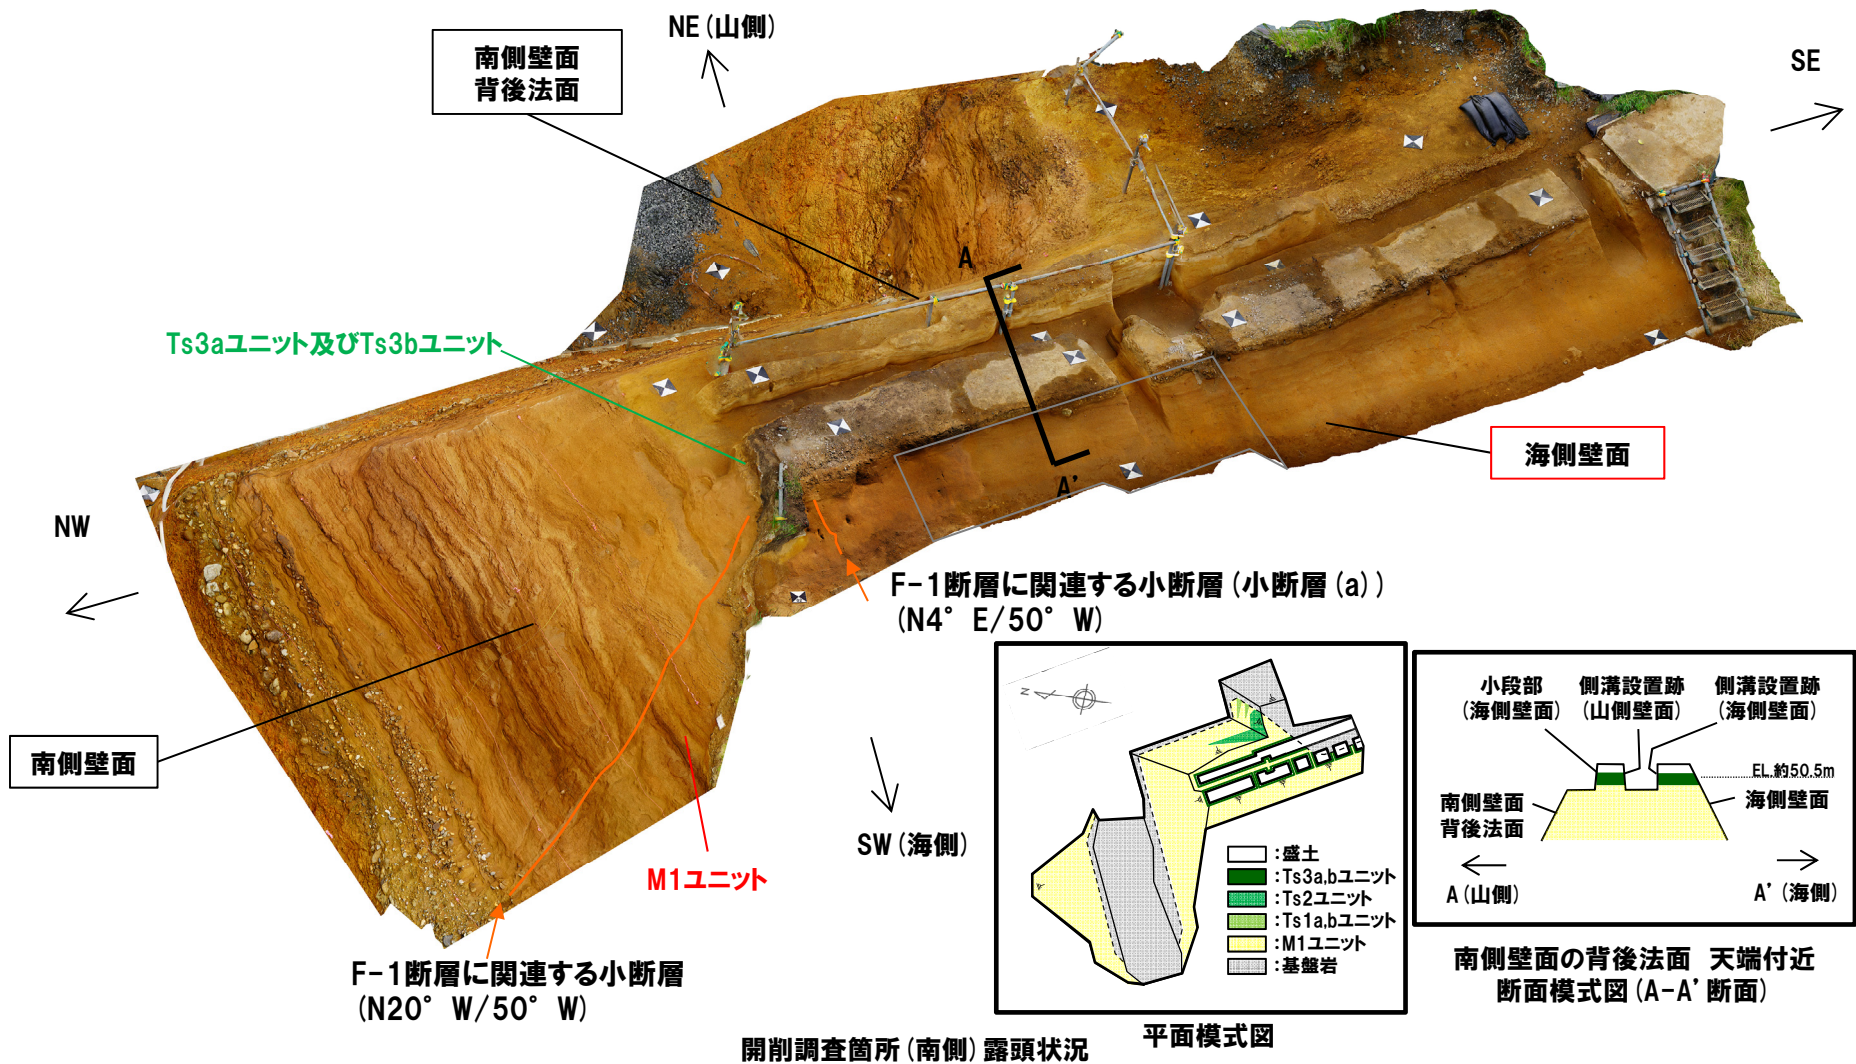 NE(山側)
SE
南側壁面
背後法面
A
Ts3aユニット及びTs3bユニット
海側壁面
A'
NW
F-1断層に関連する小断層(小断層(a))
(N4°E/50°W)
南側壁面
SW(海側)
M1ユニット
F-1断層に関連する小断層
(N20°W/50°W)
N
:盛土
:Ts3a,bユニット
:Ts2ユニット
:Ts1a,bユニット
:M1ユニット
:基盤岩
平面模式図
小段部
(海側壁面)
側溝設置跡
(山側壁面)
側溝設置跡
(海側壁面)
EL.約50.5m
南側壁面
背後法面
海側壁面
A(山側)
A'(海側)
南側壁面の背後法面 天端付近
断面模式図(A-A'断面)
開削調査箇所(南側)露頭状況